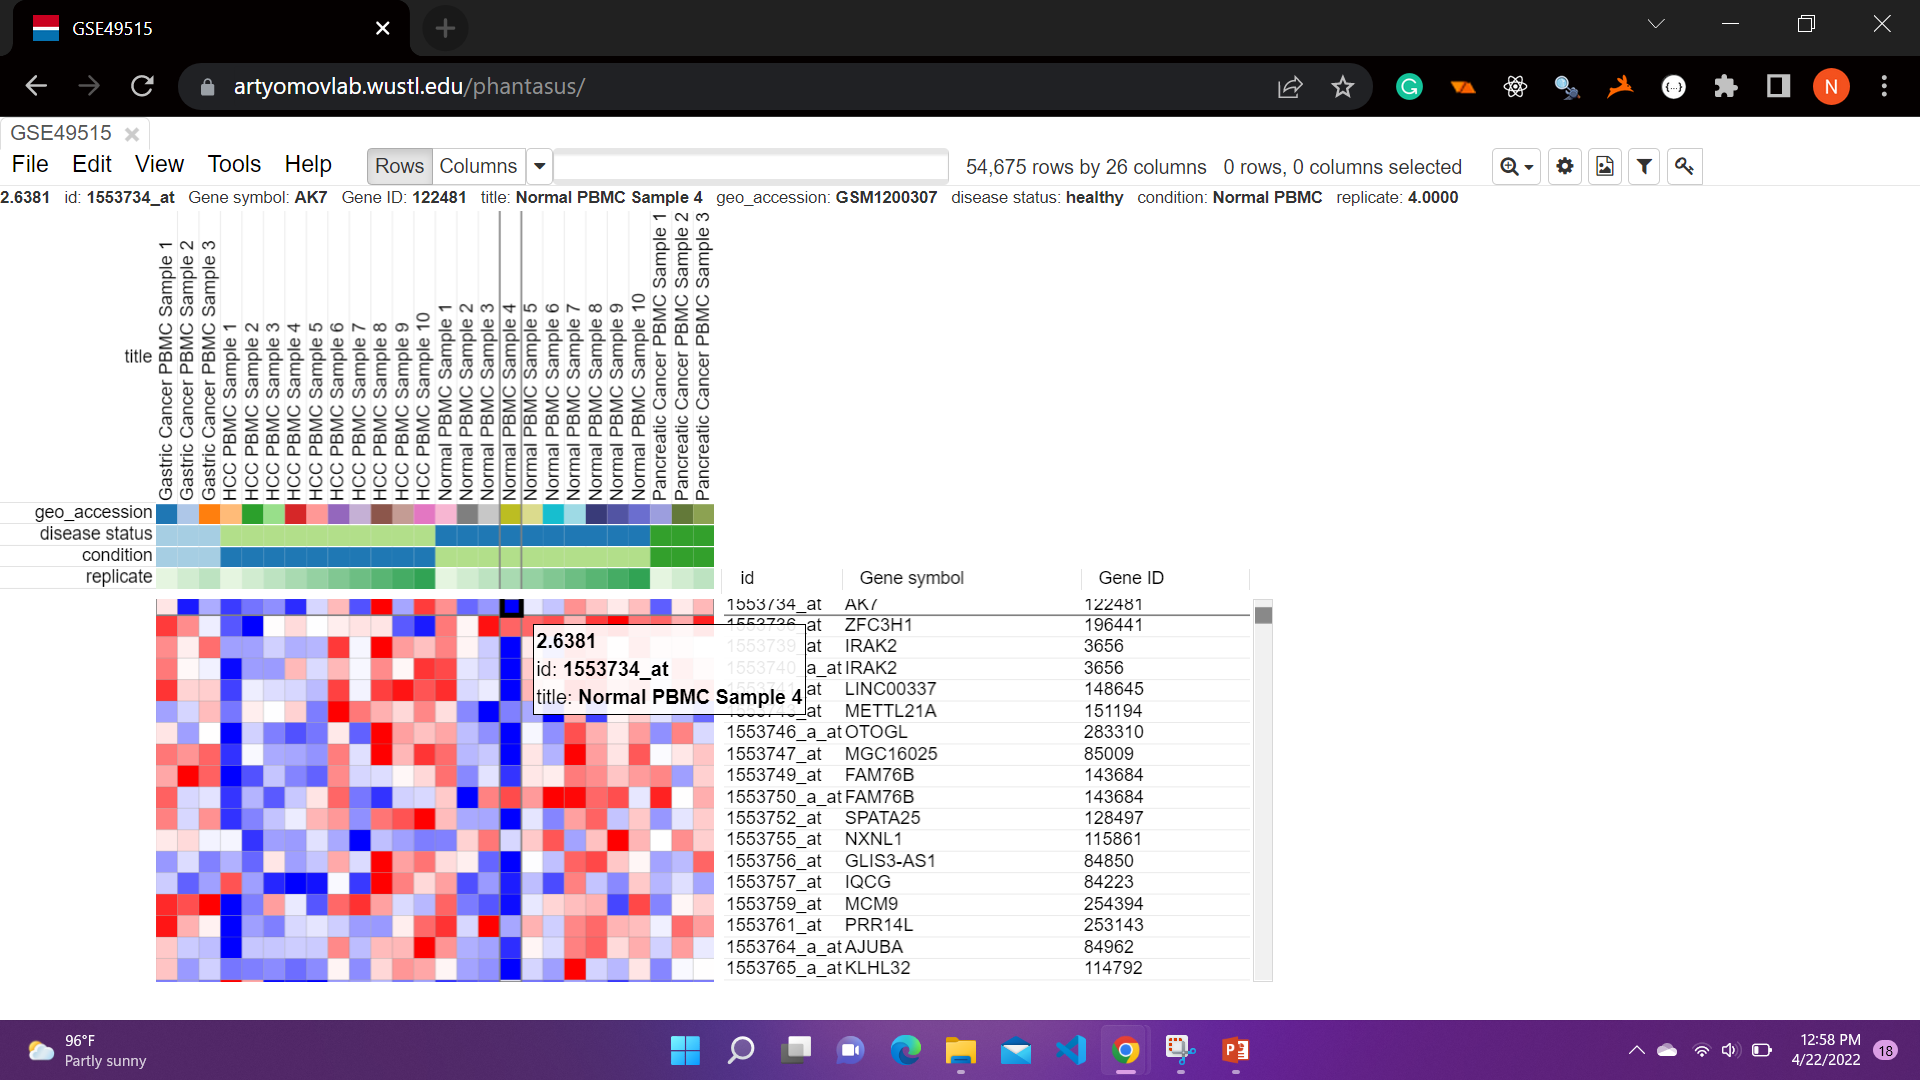 GSE49515
artyomovlab.wustl.edu/phantasus/
N
GSE49515
File Edit View Tools Help
Rows Columns
54,675 rows by 26 columns 0 rows, 0 columns selected
2.6381 id: 1553734_at Gene symbol: AK7 Gene ID: 122481 title: Normal PBMC Sample 4 geo_accession: GSM1200307 disease status: healthy condition: Normal PBMC replicate: 4.0000
title
Gastric Cancer PBMC Sample 1
Gastric Cancer PBMC Sample 2
Gastric Cancer PBMC Sample 3
HCC PBMC Sample 1
HCC PBMC Sample 2
HCC PBMC Sample 3
HCC PBMC Sample 4
HCC PBMC Sample 5
HCC PBMC Sample 6
HCC PBMC Sample 7
HCC PBMC Sample 8
HCC PBMC Sample 9
HCC PBMC Sample 10
Normal PBMC Sample 1
Normal PBMC Sample 2
Normal PBMC Sample 3
Normal PBMC Sample 4
Normal PBMC Sample 5
Normal PBMC Sample 6
Normal PBMC Sample 7
Normal PBMC Sample 8
Normal PBMC Sample 9
Normal PBMC Sample 10
Pancreatic Cancer PBMC Sample 1
Pancreatic Cancer PBMC Sample 2
Pancreatic Cancer PBMC Sample 3
geo_accession
disease status
condition
replicate
id Gene symbol Gene ID
1553734_at AK7 122481
1553736_at ZFC3H1 196441
1553739_at IRAK2 3656
1553740_a_at IRAK2 3656
1553741_at LINC00337 148645
1553743_at METTL21A 151194
1553746_a_at OTOGL 283310
1553747_at MGC16025 85009
1553749_at FAM76B 143684
1553750_a_at FAM76B 143684
1553752_at SPATA25 128497
1553755_at NXNL1 115861
1553756_at GLIS3-AS1 84850
1553757_at IQCG 84223
1553759_at MCM9 254394
1553761_at PRR14L 253143
1553764_a_at AJUBA 84962
1553765_a_at KLHL32 114792
2.6381
id: 1553734_at
title: Normal PBMC Sample 4
96°F
Partly sunny
12:58 PM
4/22/2022
18